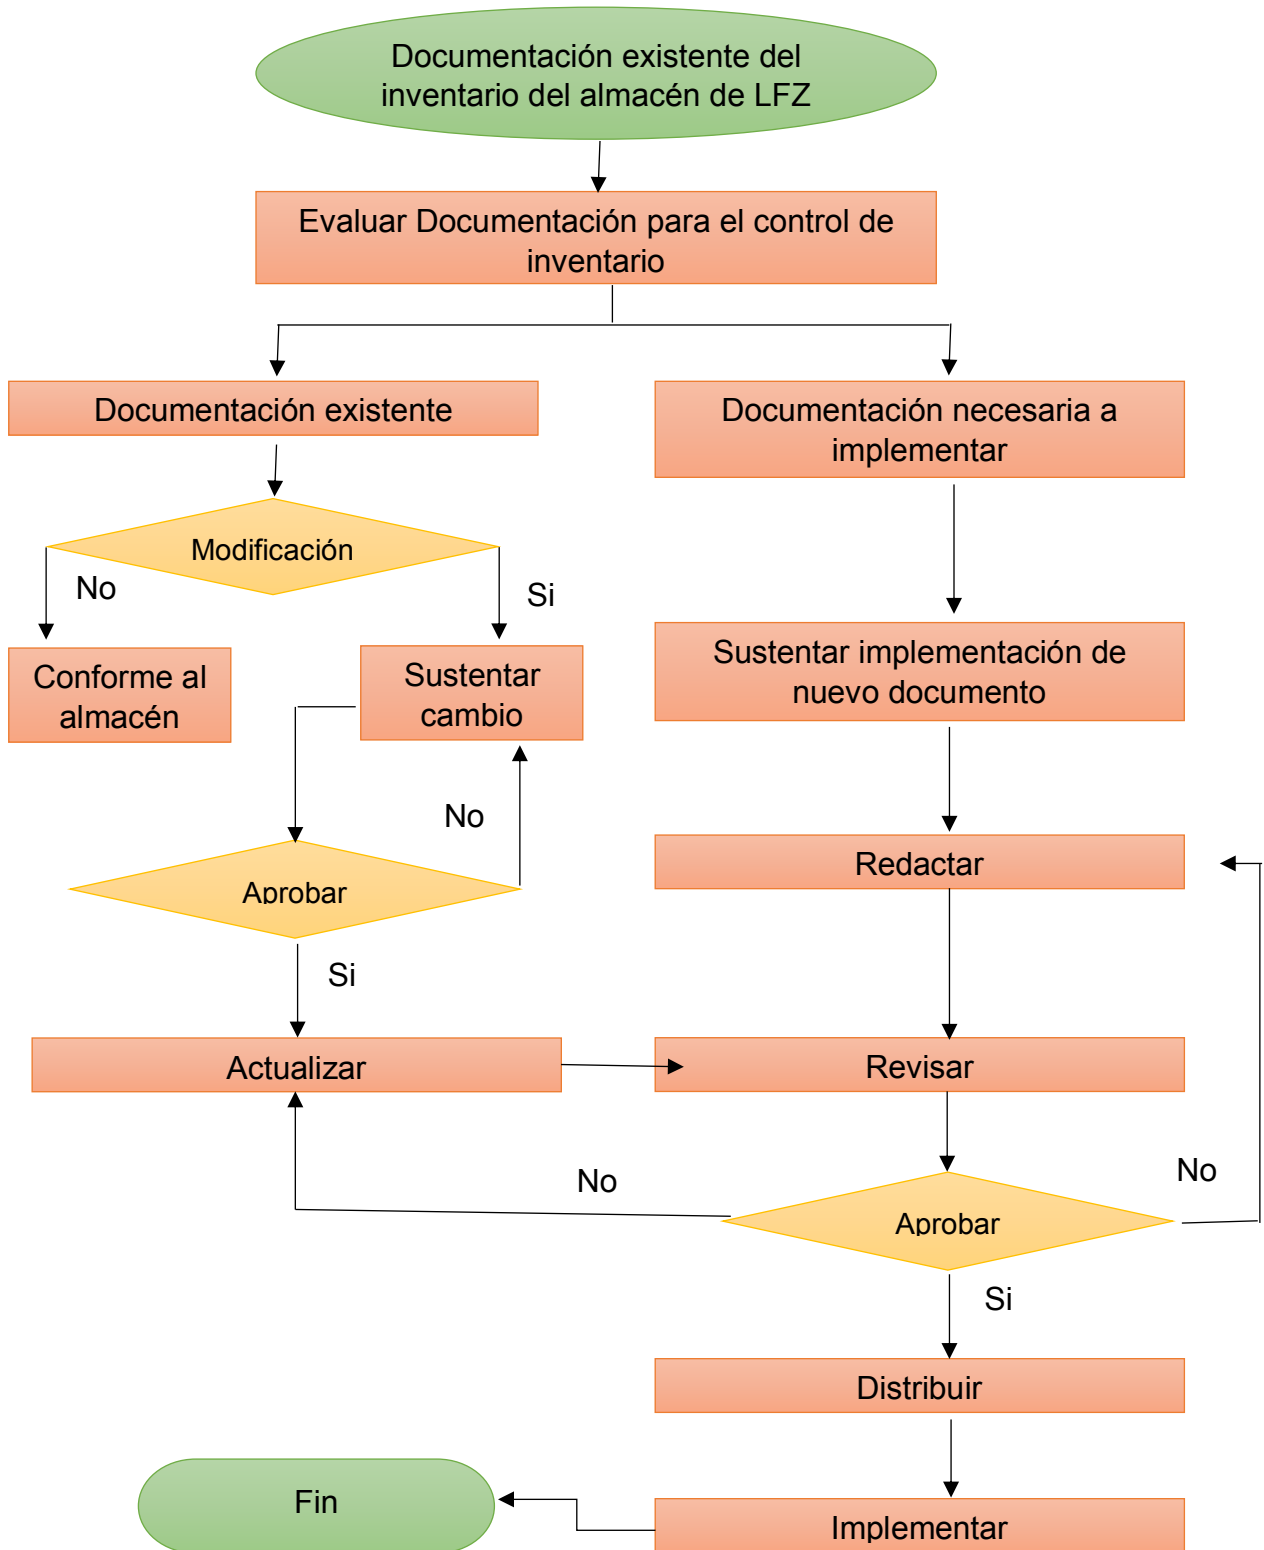 Documentación existente del
inventario del almacén de LFZ
Evaluar Documentación para el control de
inventario
Documentación existente
Documentación necesaria a
implementar
Modificación
No
Si
Conforme al
almacén
Sustentar
cambio
Sustentar implementación de
nuevo documento
No
Redactar
Aprobar
Si
Actualizar
Revisar
No
No
Aprobar
Si
Distribuir
Fin
Implementar